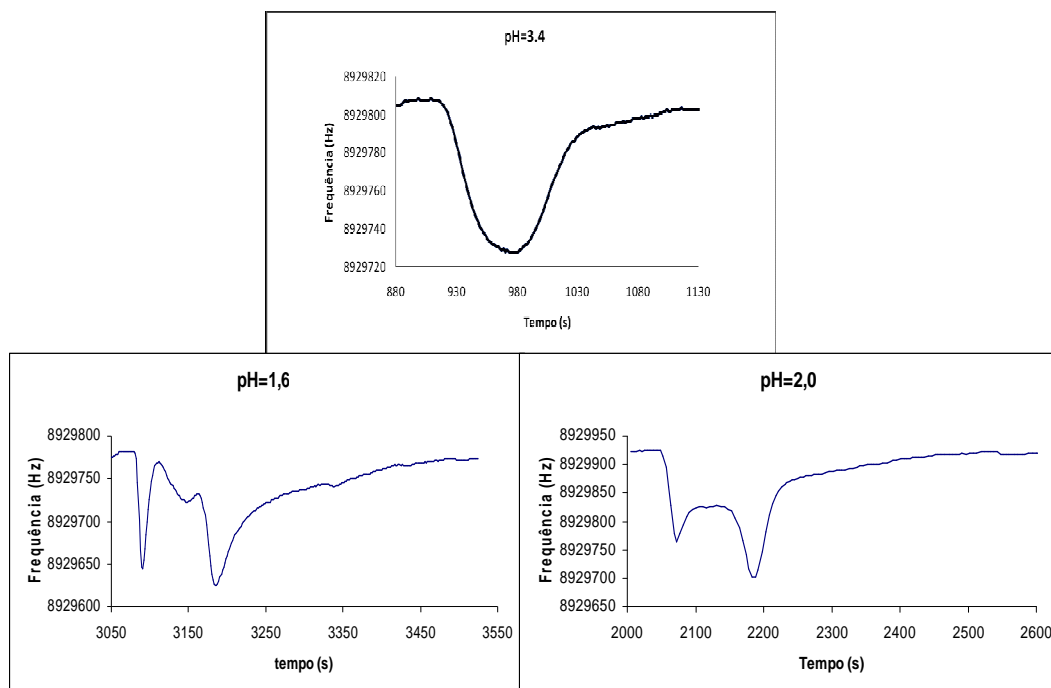 pH=3.4
Frequência (Hz)
8929820
8929800
8929780
8929760
8929740
8929720
880 930 980 1030 1080 1130
Tempo (s)
pH=1,6
Frequência (Hz)
8929800
8929750
8929700
8929650
8929600
3050 3150 3250 3350 3450 3550
tempo (s)
pH=2,0
Frequência (Hz)
8929950
8929900
8929850
8929800
8929750
8929700
8929650
2000 2100 2200 2300 2400 2500 2600
Tempo (s)